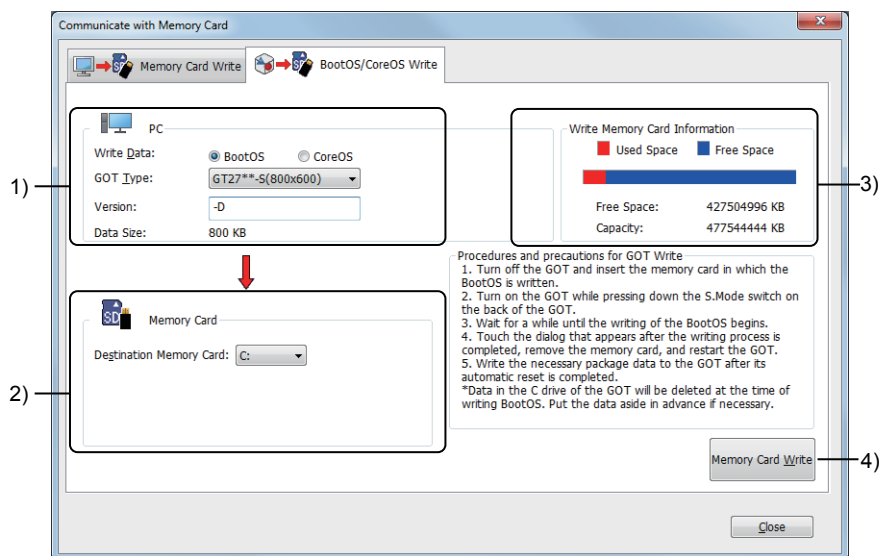 Communicate with Memory Card
Memory Card Write
BootOS/CoreOS Write
PC
Write Data:
BootOS
CoreOS
GOT Type:
GT27**-S(800x600)
Version:
-D
Data Size:
800 KB
1)
Write Memory Card Information
Used Space
Free Space
Free Space:
427504996 KB
Capacity:
477544444 KB
3)
SD
Memory Card
Destination Memory Card:
C:
2)
Procedures and precautions for GOT Write
1. Turn off the GOT and insert the memory card in which the
BootOS is written.
2. Turn on the GOT while pressing down the S.Mode switch on
the back of the GOT.
3. Wait for a while until the writing of the BootOS begins.
4. Touch the dialog that appears after the writing process is
completed, remove the memory card, and restart the GOT.
5. Write the necessary package data to the GOT after its
automatic reset is completed.
*Data in the C drive of the GOT will be deleted at the time of
writing BootOS. Put the data aside in advance if necessary.
Memory Card Write
4)
Close